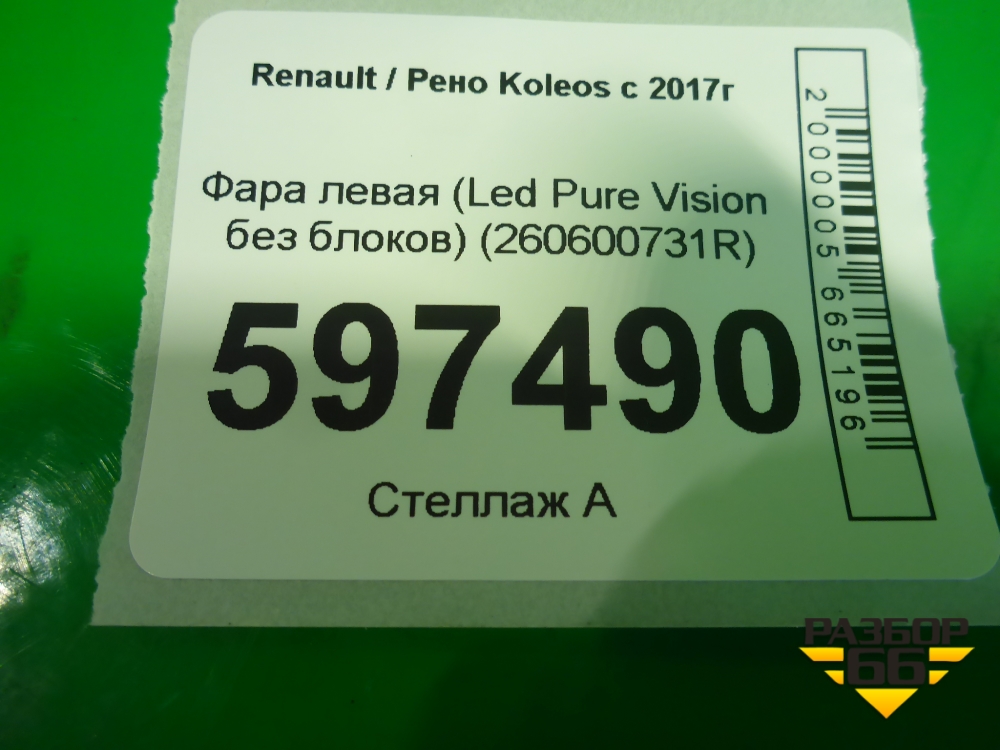 Renault / Рено Koleos с 2017г
Фара левая (Led Pure Vision
без блоков) (260600731R)
597490
Стеллаж А
2000005665196
РАЗБОР
66